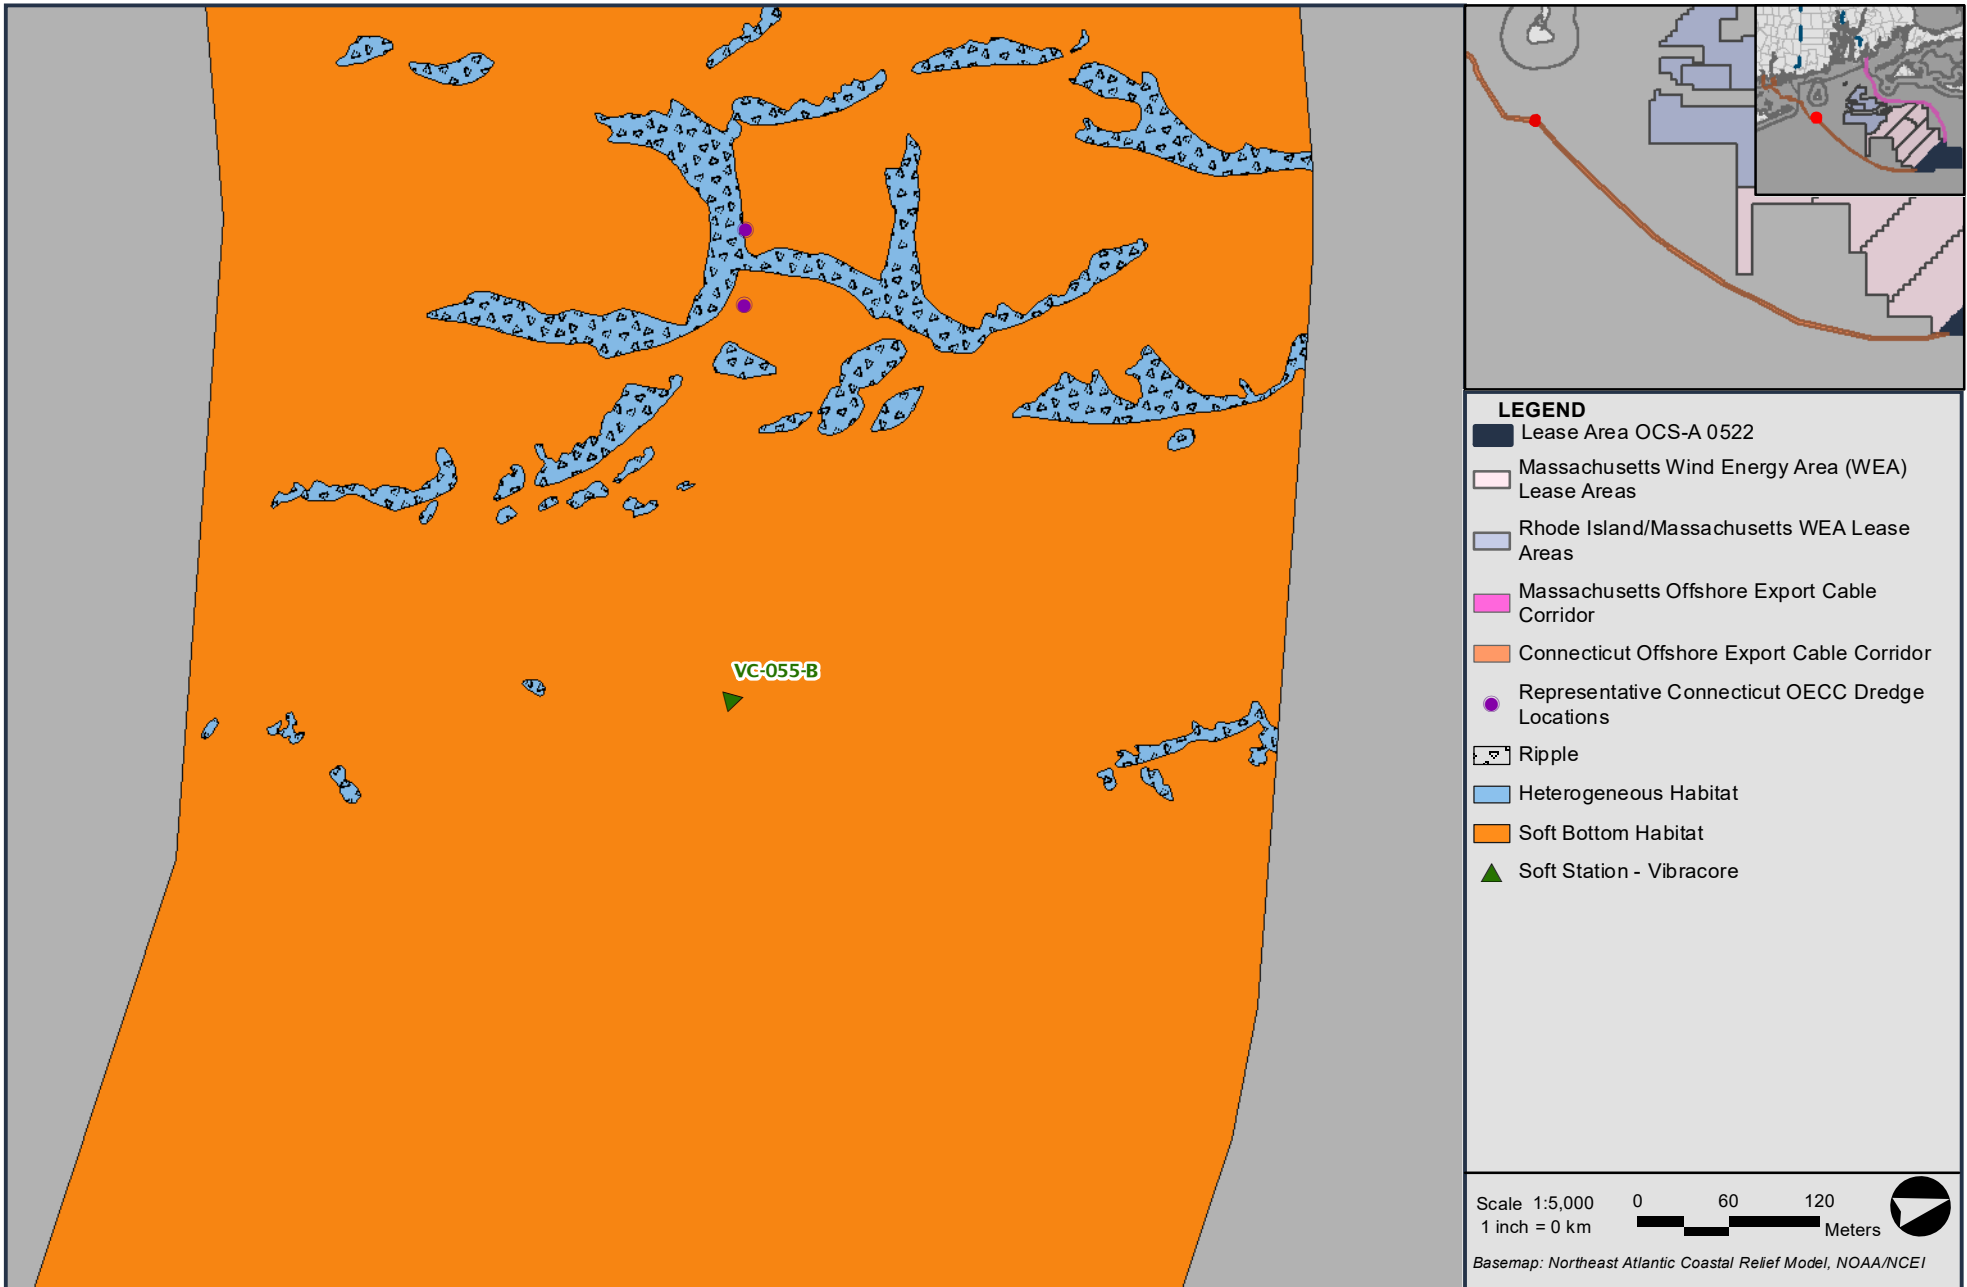 VC-055-B
LEGEND
Lease Area OCS-A 0522
Massachusetts Wind Energy Area (WEA)
Lease Areas
Rhode Island/Massachusetts WEA Lease
Areas
Massachusetts Offshore Export Cable
Corridor
Connecticut Offshore Export Cable Corridor
Representative Connecticut OECC Dredge
Locations
Ripple
Heterogeneous Habitat
Soft Bottom Habitat
Soft Station - Vibracore
Scale 1:5,000
1 inch = 0 km
0 60 120
Meters
Basemap: Northeast Atlantic Coastal Relief Model, NOAA/NCEI